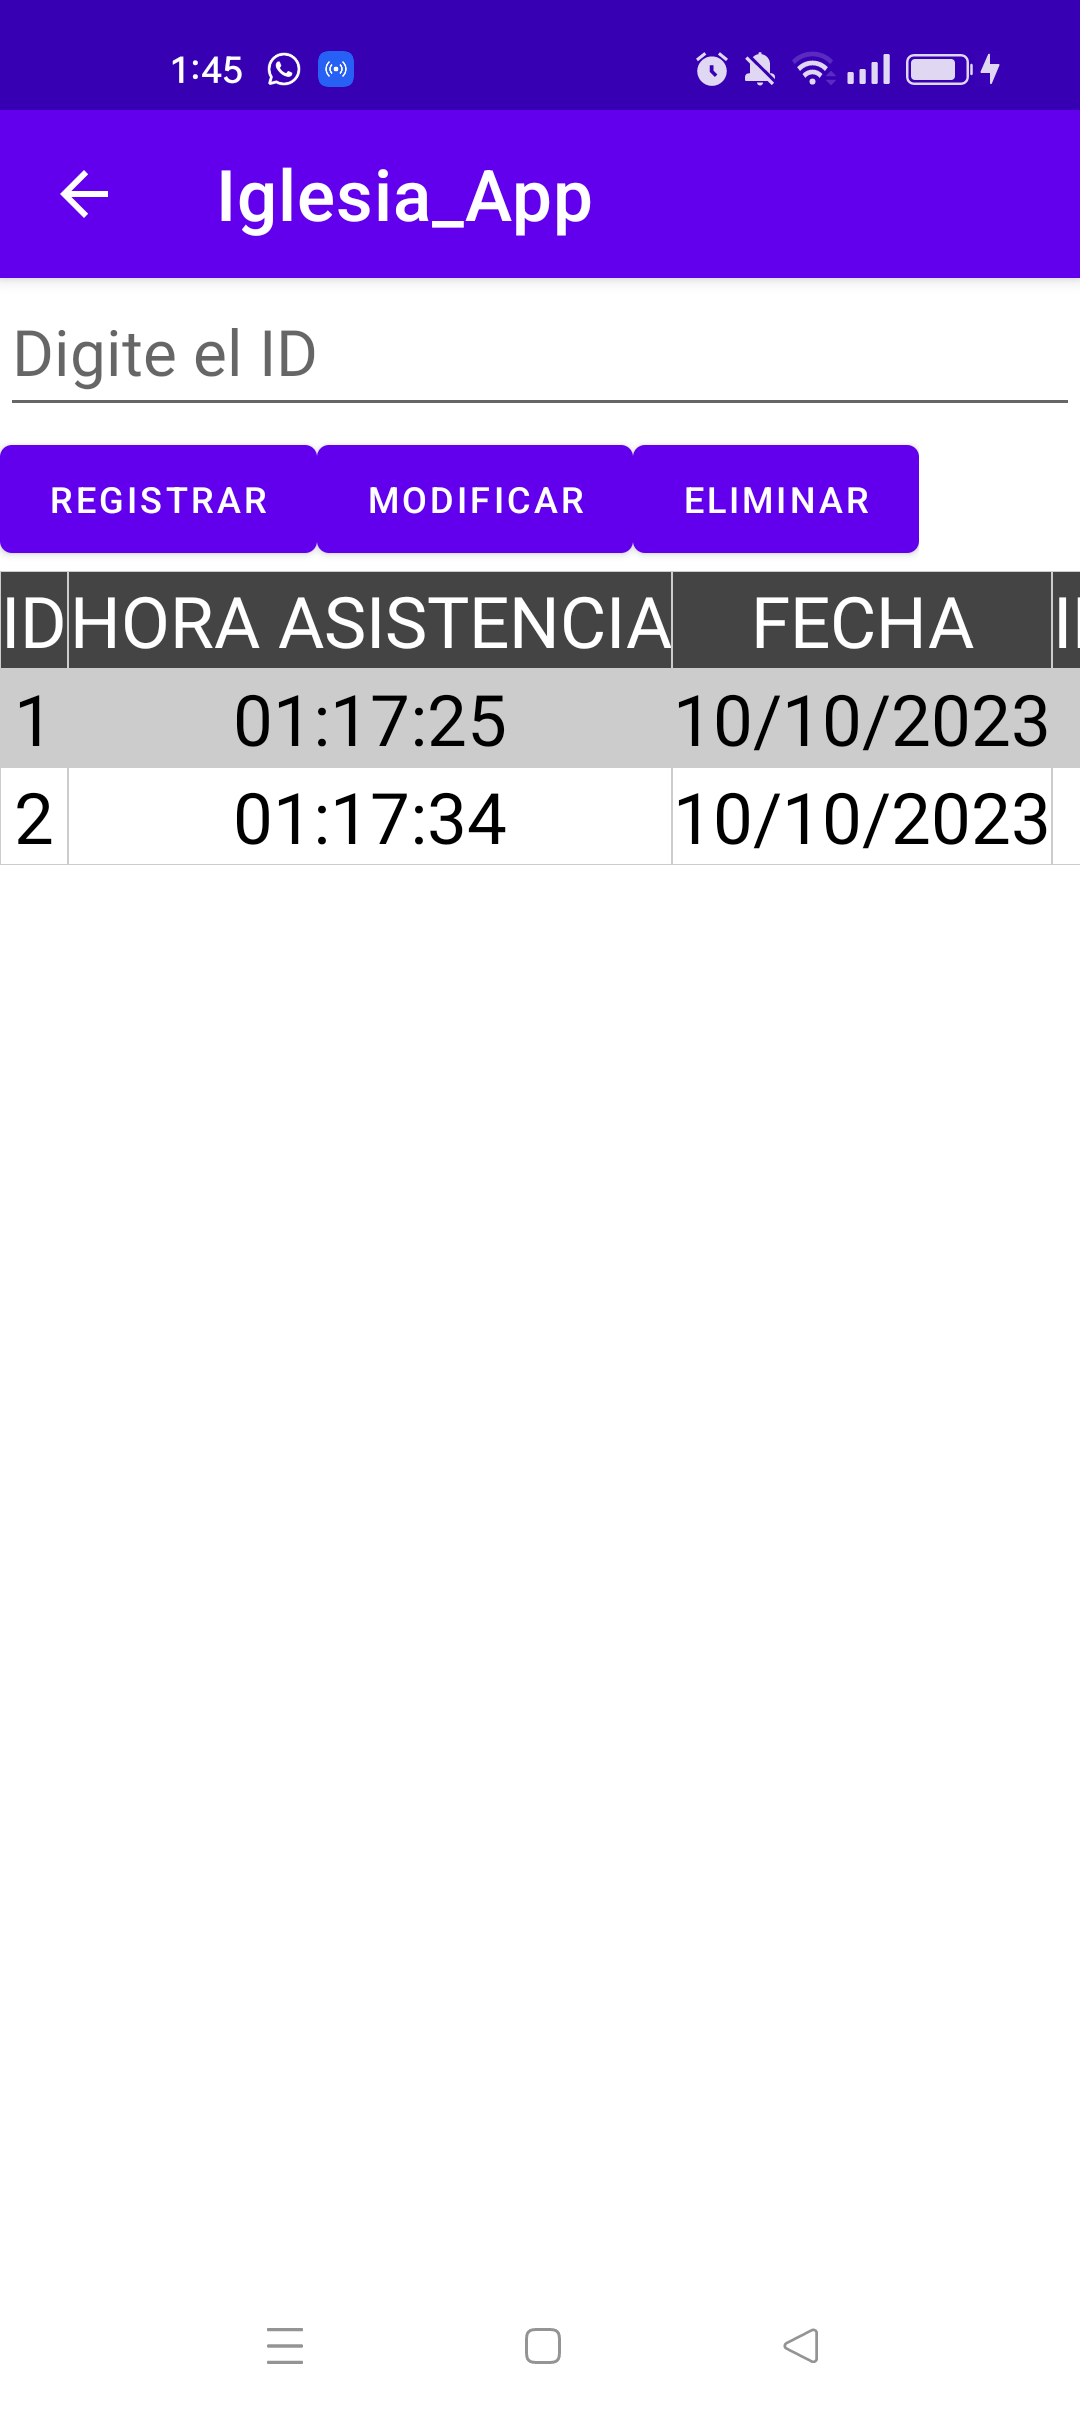 1:45
Iglesia_App
Digite el ID
REGISTRAR MODIFICAR ELIMINAR
ID HORA ASISTENCIA FECHA
1 01:17:25 10/10/2023
2 01:17:34 10/10/2023